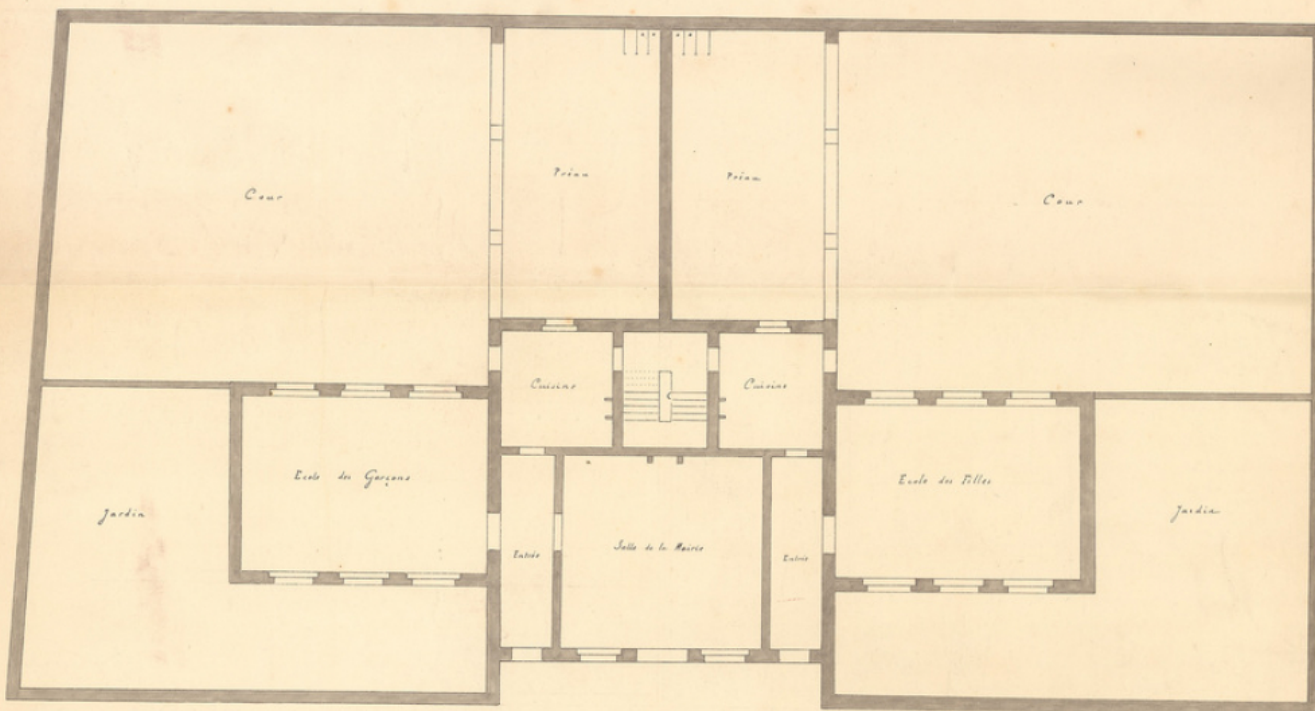 Cour
Préau
Préau
Cour
Cuisine
Cuisine
Ecole des Garçons
Ecole des Filles
Jardin
Jardin
Entrée
Salle de la Mairie
Entrée